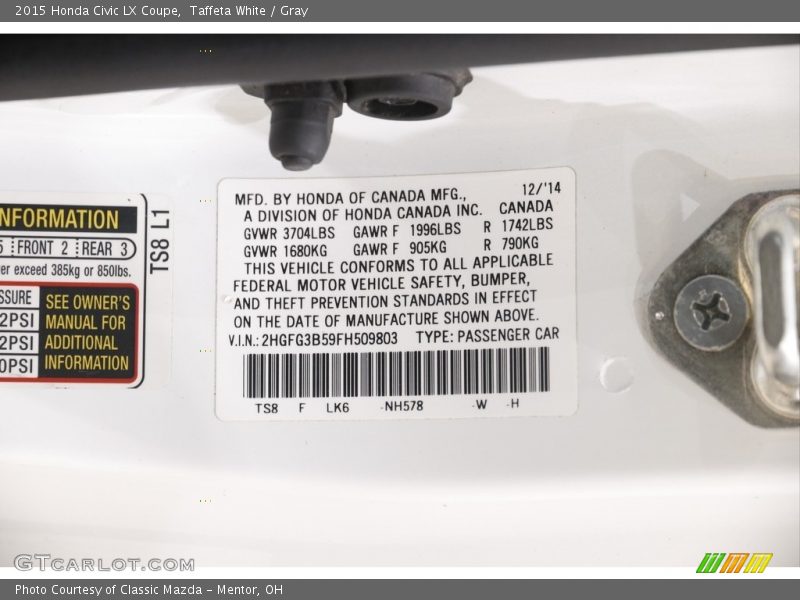 2015 Honda Civic LX Coupe, Taffeta White / Gray
NFORMATION
5 FRONT 2 REAR 3
er exceed 385kg or 850lbs.
SSURE
2PSI
2PSI
0PSI
SEE OWNER'S
MANUAL FOR
ADDITIONAL
INFORMATION
TS8 L1
MFD. BY HONDA OF CANADA MFG., 12/'14
A DIVISION OF HONDA CANADA INC. CANADA
GVWR 3704LBS GAWR F 1996LBS R 1742LBS
GVWR 1680KG GAWR F 905KG R 790KG
THIS VEHICLE CONFORMS TO ALL APPLICABLE
FEDERAL MOTOR VEHICLE SAFETY, BUMPER,
AND THEFT PREVENTION STANDARDS IN EFFECT
ON THE DATE OF MANUFACTURE SHOWN ABOVE.
V.I.N.: 2HGFG3B59FH509803 TYPE: PASSENGER CAR
TS8 F LK6 -NH578 -W -H
GTCarLot.com
Photo Courtesy of Classic Mazda - Mentor, OH